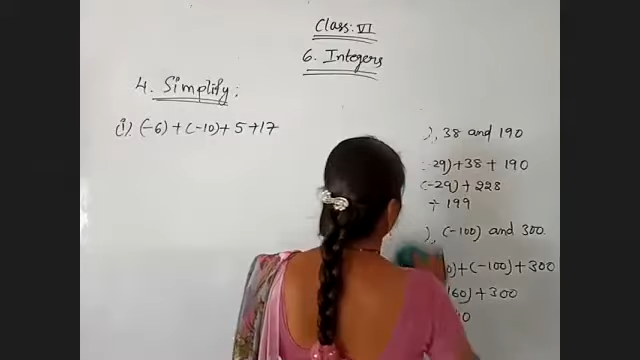 Class: VI
6. Integers
4. Simplify:
(i). (-6) + (-10) + 5 + 17
), 38 and 190
29) + 38 + 190
(-29) + 228
+ 199
), (-100) and 300
0) + (-100) + 300
160) + 300